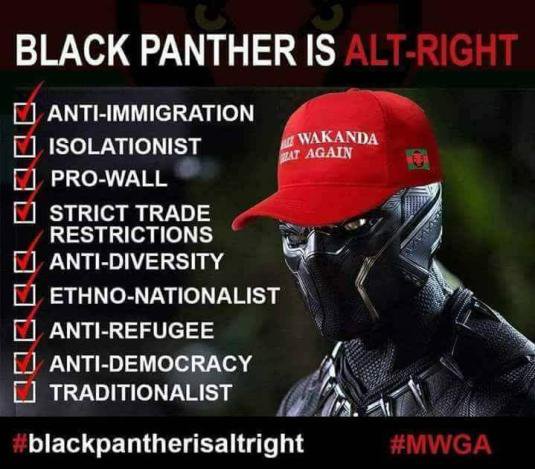 BLACK PANTHER IS ALT-RIGHT
ANTI-IMMIGRATION
ISOLATIONIST
PRO-WALL
STRICT TRADE
RESTRICTIONS
ANTI-DIVERSITY
ETHNO-NATIONALIST
ANTI-REFUGEE
ANTI-DEMOCRACY
TRADITIONALIST
WAKANDA
AGAIN
#blackpantherisaltright
#MWGA